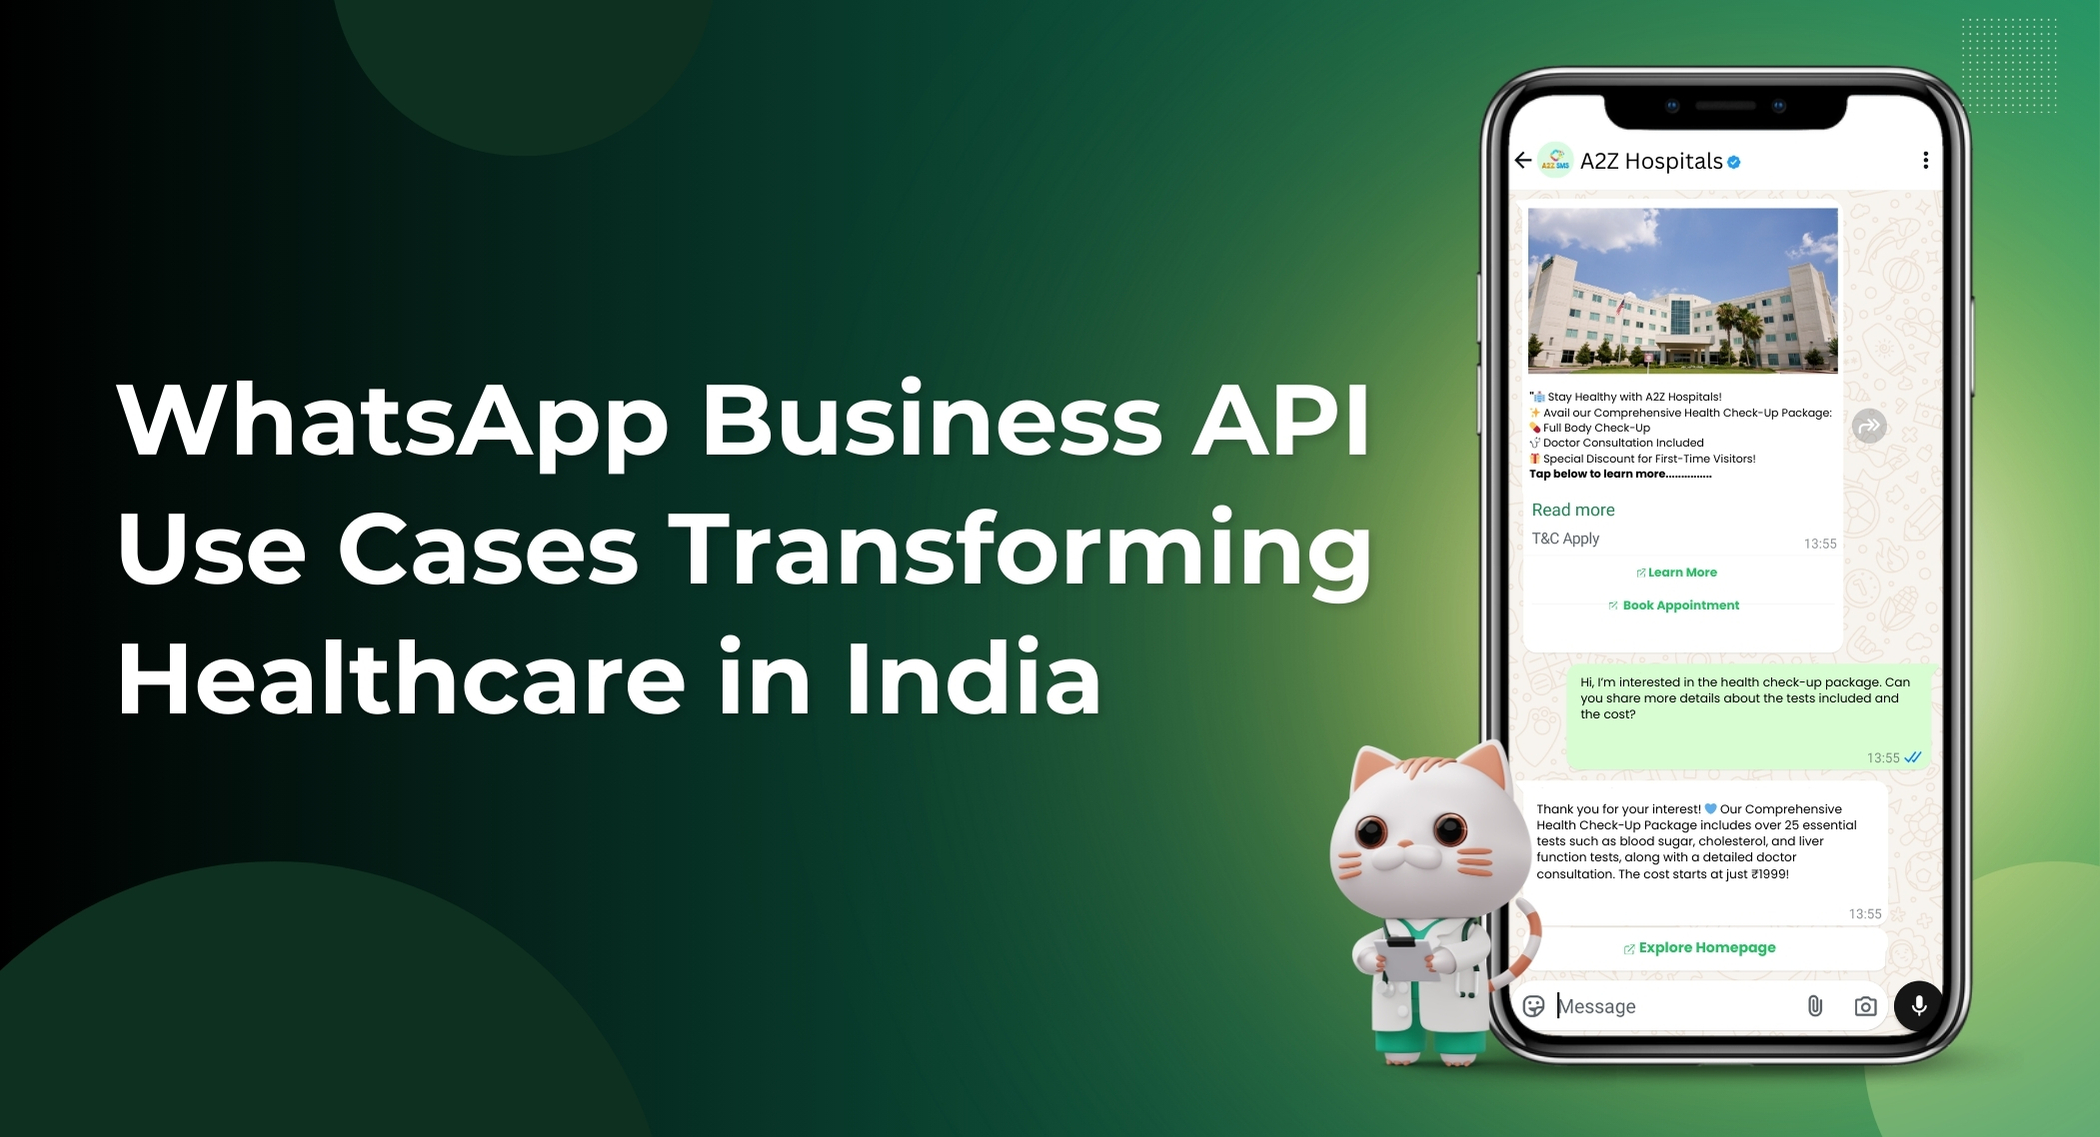 WhatsApp Business API
Use Cases Transforming
Healthcare in India
A2Z SMS
A2Z Hospitals
"🏥 Stay Healthy with A2Z Hospitals!
✨ Avail our Comprehensive Health Check-Up Package:
💊 Full Body Check-Up
🩺 Doctor Consultation Included
🎁 Special Discount for First-Time Visitors!
Tap below to learn more...............
Read more
T&C Apply
13:55
Learn More
Book Appointment
Hi, I'm interested in the health check-up package. Can
you share more details about the tests included and
the cost?
13:55
Thank you for your interest! 💙 Our Comprehensive
Health Check-Up Package includes over 25 essential
tests such as blood sugar, cholesterol, and liver
function tests, along with a detailed doctor
consultation. The cost starts at just ₹1999!
13:55
Explore Homepage
Message